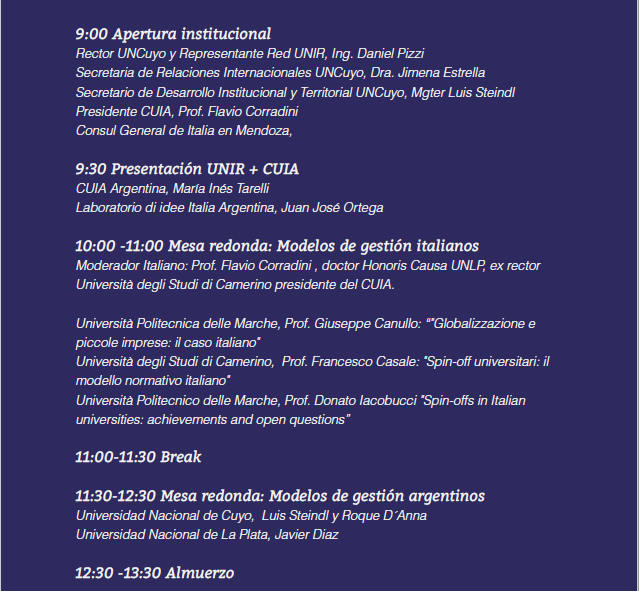 9:00 Apertura institucional
Rector UNCuyo y Representante Red UNIR, Ing. Daniel Pizzi
Secretaria de Relaciones Internacionales UNCuyo, Dra. Jimena Estrella
Secretario de Desarrollo Institucional y Territorial UNCuyo, Mgter Luis Steindl
Presidente CUIA, Prof. Flavio Corradini
Consul General de Italia en Mendoza,
9:30 Presentación UNIR + CUIA
CUIA Argentina, María Inés Tarelli
Laboratorio di idee Italia Argentina, Juan José Ortega
10:00 -11:00 Mesa redonda: Modelos de gestión italianos
Moderador Italiano: Prof. Flavio Corradini , doctor Honoris Causa UNLP, ex rector
Università degli Studi di Camerino presidente del CUIA.
Università Politecnica delle Marche, Prof. Giuseppe Canullo: “"Globalizzazione e
piccole imprese: il caso italiano"
Università degli Studi di Camerino,  Prof. Francesco Casale: "Spin-off universitari: il
modello normativo italiano"
Università Politecnico delle Marche, Prof. Donato Iacobucci "Spin-offs in Italian
universities: achievements and open questions”
11:00-11:30 Break
11:30-12:30 Mesa redonda: Modelos de gestión argentinos
Universidad Nacional de Cuyo,  Luis Steindl y Roque D´Anna
Universidad Nacional de La Plata, Javier Diaz
12:30 -13:30 Almuerzo